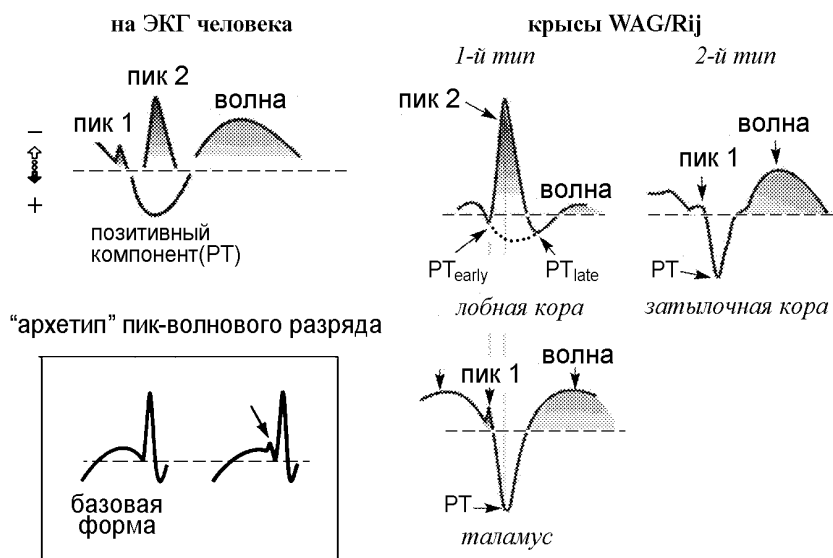 на ЭКГ человека
пик 1
пик 2
волна
−
+
позитивный
компонент(PT)
крысы WAG/Rij
1-й тип
пик 2
волна
PTearly
PTlate
лобная кора
2-й тип
пик 1
волна
PT
затылочная кора
“архетип” пик-волнового разряда
базовая
форма
пик 1
волна
PT
таламус